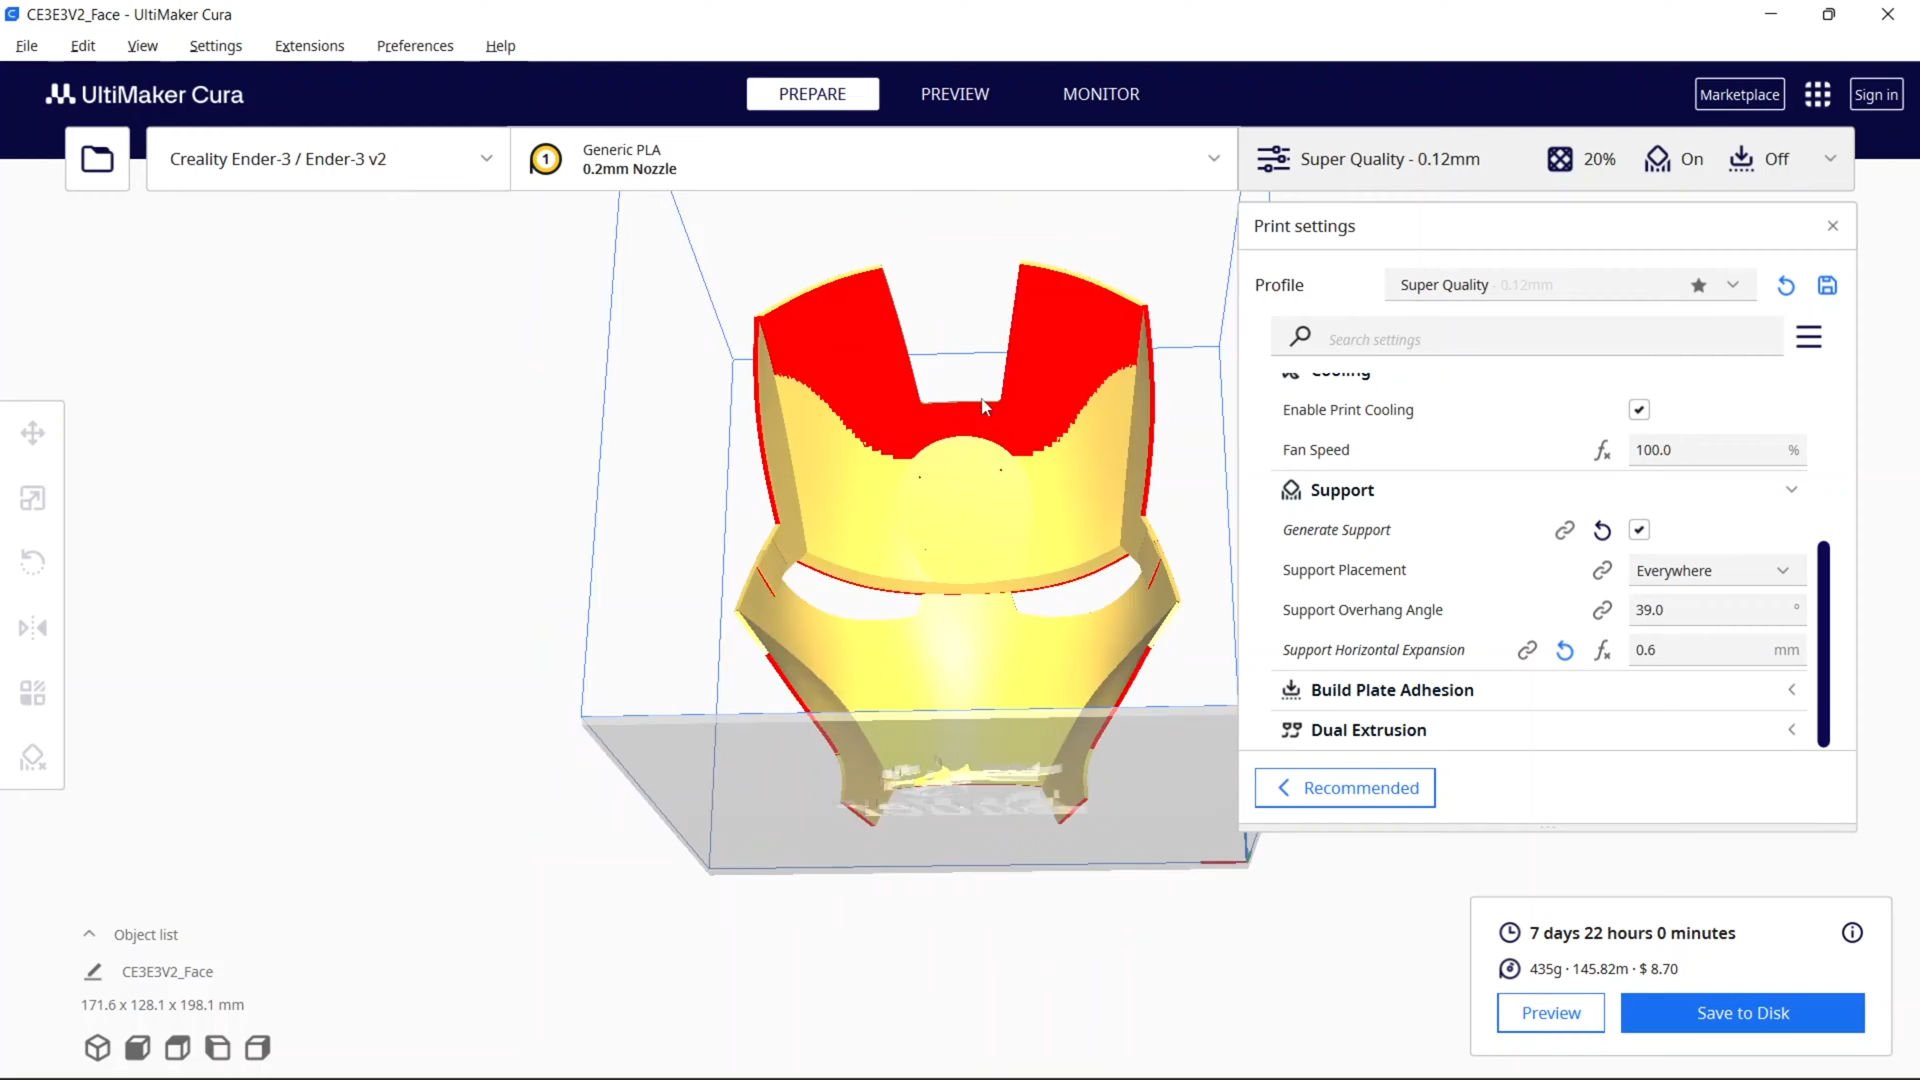 CE3E3V2_Face - UltiMaker Cura
File Edit View Settings Extensions Preferences Help
UltiMaker Cura
PREPARE PREVIEW MONITOR
Marketplace
Sign in
Creality Ender-3 / Ender-3 v2
1
Generic PLA
0.2mm Nozzle
Super Quality - 0.12mm
20%
On
Off
Print settings
Profile
Super Quality - 0.12mm
Search settings
Cooling
Enable Print Cooling
Fan Speed 100.0 %
Support
Generate Support
Support Placement Everywhere
Support Overhang Angle 39.0 °
Support Horizontal Expansion 0.6 mm
Build Plate Adhesion
Dual Extrusion
Recommended
Object list
CE3E3V2_Face
171.6 x 128.1 x 198.1 mm
7 days 22 hours 0 minutes
435g · 145.82m · $ 8.70
Preview
Save to Disk